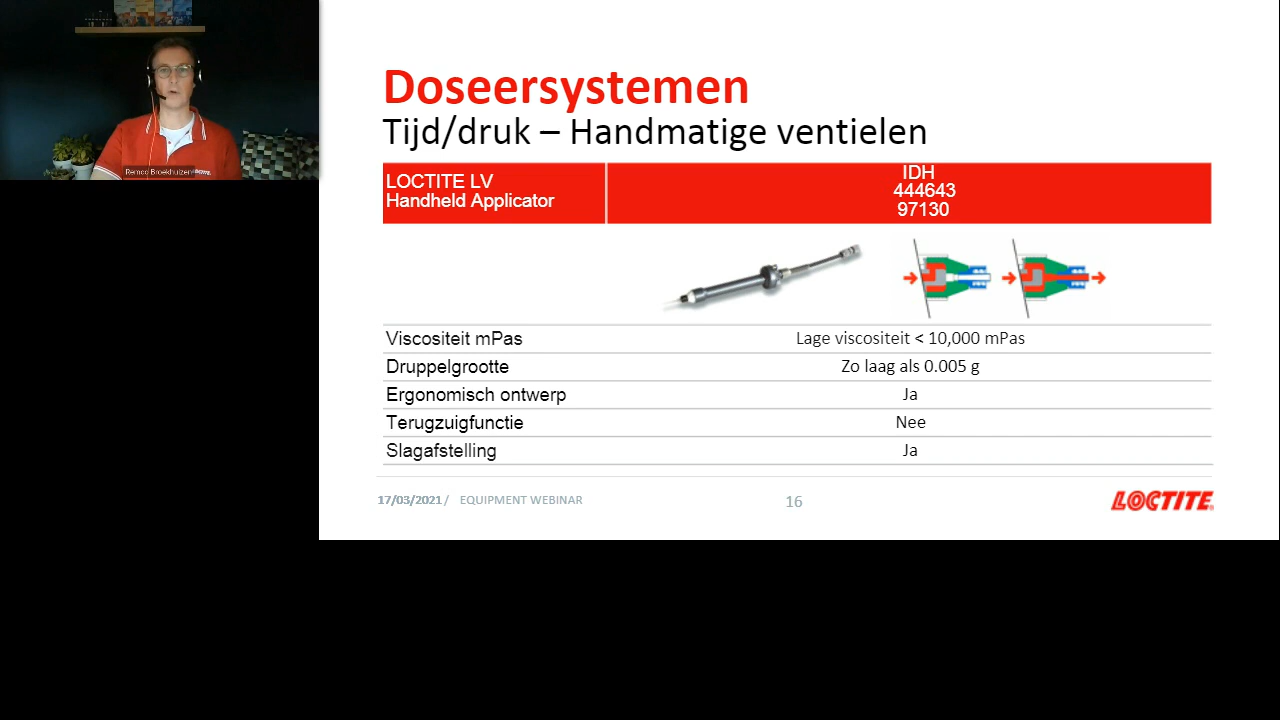 Remco Broekhuizen
Doseersystemen
Tijd/druk – Handmatige ventielen
LOCTITE LV
Handheld Applicator
IDH
444643
97130
Viscositeit mPas
Lage viscositeit < 10,000 mPas
Druppelgrootte
Zo laag als 0.005 g
Ergonomisch ontwerp
Ja
Terugzuigfunctie
Nee
Slagafstelling
Ja
17/03/2021 / EQUIPMENT WEBINAR
16
LOCTITE